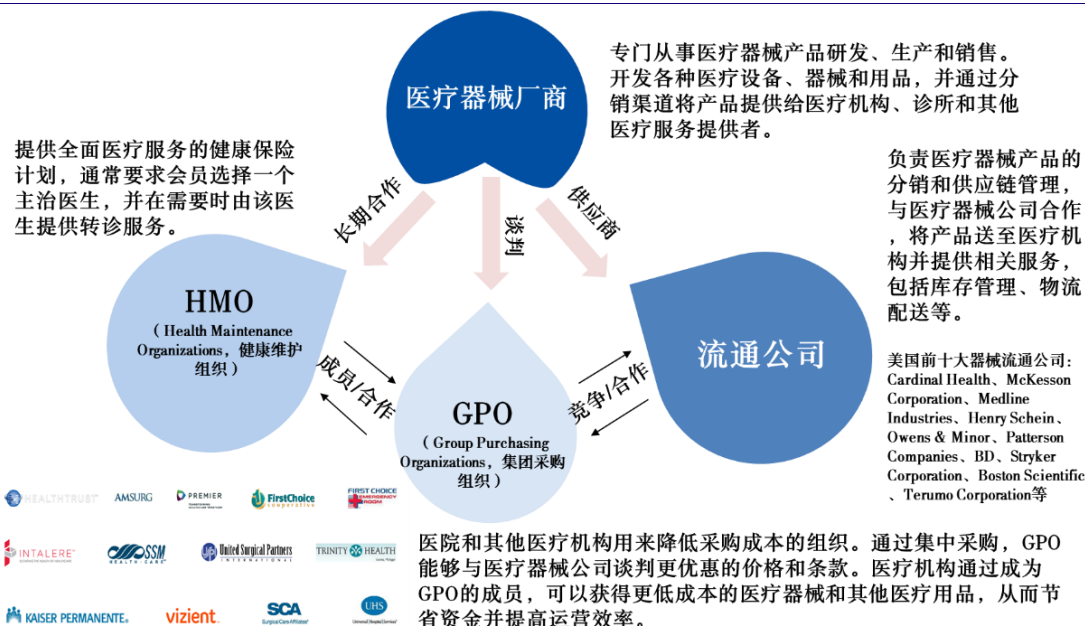 医疗器械厂商
专门从事医疗器械产品研发、生产和销售。
开发各种医疗设备、器械和用品，并通过分
销渠道将产品提供给医疗机构、诊所和其他
医疗服务提供者。
提供全面医疗服务的健康保险
计划，通常要求会员选择一个
主治医生，并在需要时由该医
生提供转诊服务。
负责医疗器械产品的
分销和供应链管理，
与医疗器械公司合作
，将产品送至医疗机
构并提供相关服务，
包括库存管理、物流
配送等。
长期合作
谈判
供应商
HMO
（Health Maintenance
Organizations，健康维护
组织）
成员/合作
GPO
（Group Purchasing
Organizations，集团采购
组织）
竞争/合作
流通公司
美国前十大器械流通公司：
Cardinal Health、McKesson
Corporation、Medline
Industries、Henry Schein、
Owens & Minor、Patterson
Companies、BD、Stryker
Corporation、Boston Scientific
、Terumo Corporation等
HEALTHTRUST
AMSURG
PREMIER
FirstChoice
cooperative
FIRST CHOICE
EMERGENCY
ROOM
INTALERE
SSM
HEALTH CARE
USP
United Surgical Partners
INTERNATIONAL
TRINITY HEALTH
KAISER PERMANENTE
vizient
SCA
Surgical Care Affiliates
UHS
医院和其他医疗机构用来降低采购成本的组织。通过集中采购，GPO
能够与医疗器械公司谈判更优惠的价格和条款。医疗机构通过成为
GPO的成员，可以获得更低成本的医疗器械和其他医疗用品，从而节
省资金并提高运营效率。